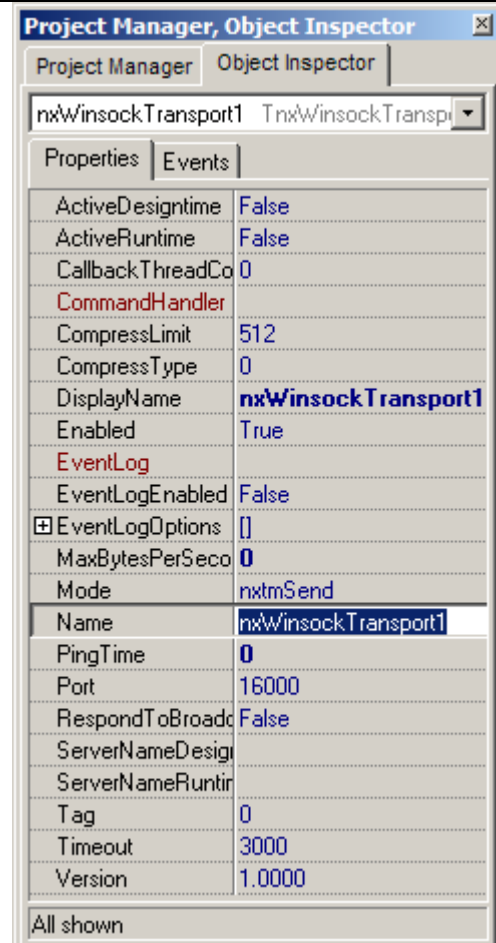 Project Manager, Object Inspector
Project Manager Object Inspector
nxWinsockTransport1 TnxWinsockTransp
Properties Events
ActiveDesigntime False
ActiveRuntime False
CallbackThreadCo 0
CommandHandler
CompressLimit 512
CompressType 0
DisplayName nxWinsockTransport1
Enabled True
EventLog
EventLogEnabled False
EventLogOptions []
MaxBytesPerSeco 0
Mode nxtmSend
Name nxWinsockTransport1
PingTime 0
Port 16000
RespondToBroadc False
ServerNameDesig
ServerNameRuntir
Tag 0
Timeout 3000
Version 1.0000
All shown